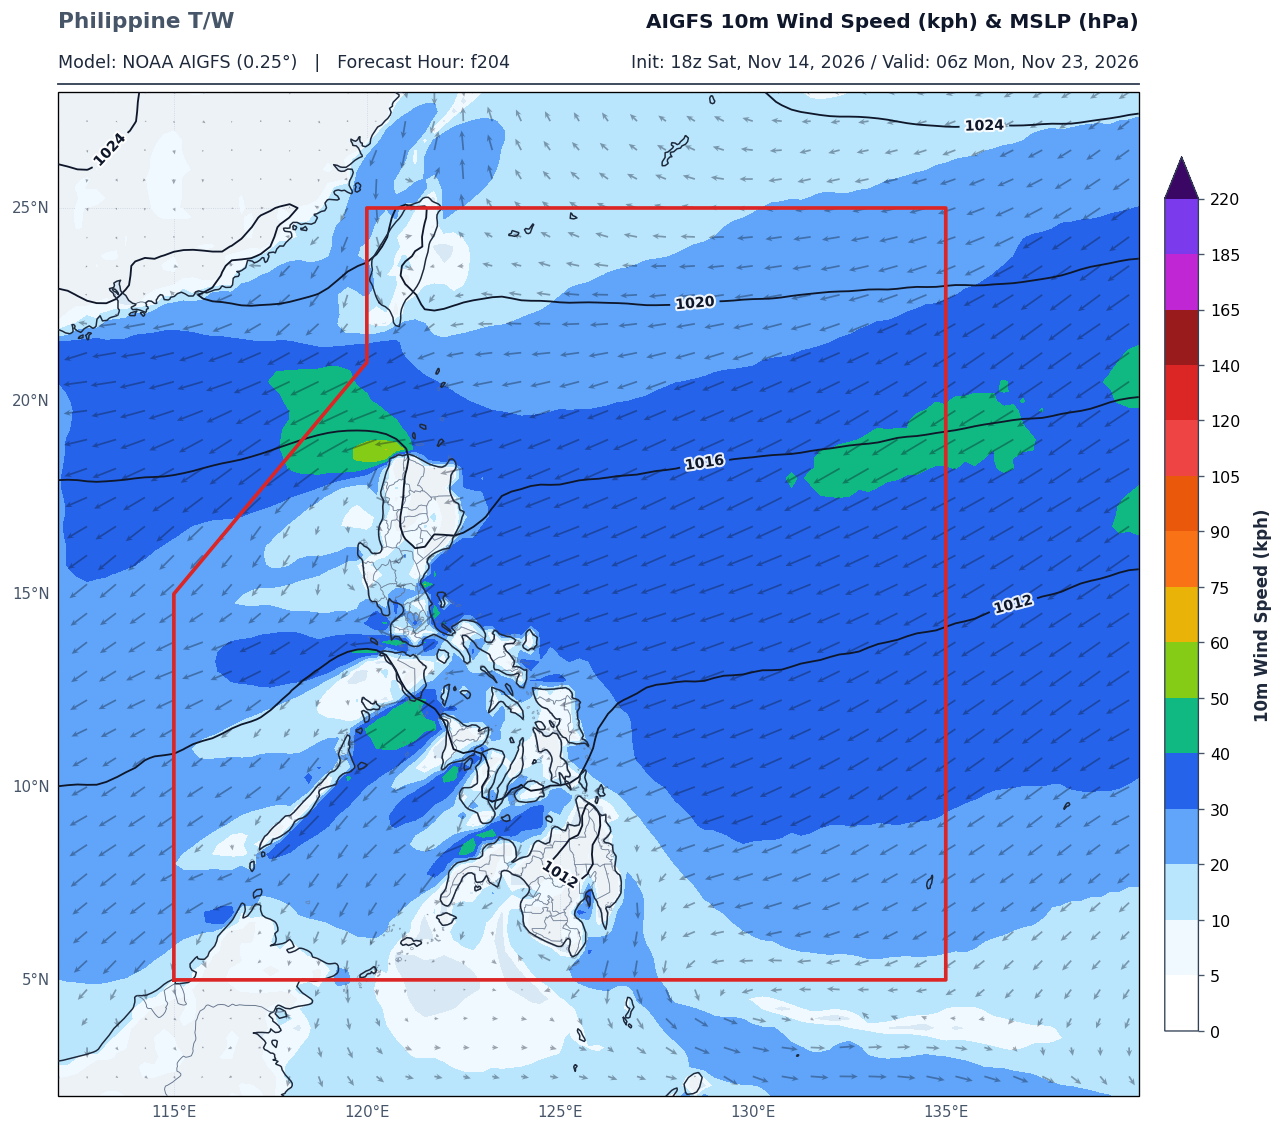 Philippine T/W
AIGFS 10m Wind Speed (kph) & MSLP (hPa)
Model: NOAA AIGFS (0.25°)   |   Forecast Hour: f204
Init: 18z Sat, Nov 14, 2026 / Valid: 06z Mon, Nov 23, 2026
1024
1024
1020
1016
1012
1012
25°N
20°N
15°N
10°N
5°N
115°E
120°E
125°E
130°E
135°E
220
185
165
140
120
105
90
75
60
50
40
30
20
10
5
0
10m Wind Speed (kph)